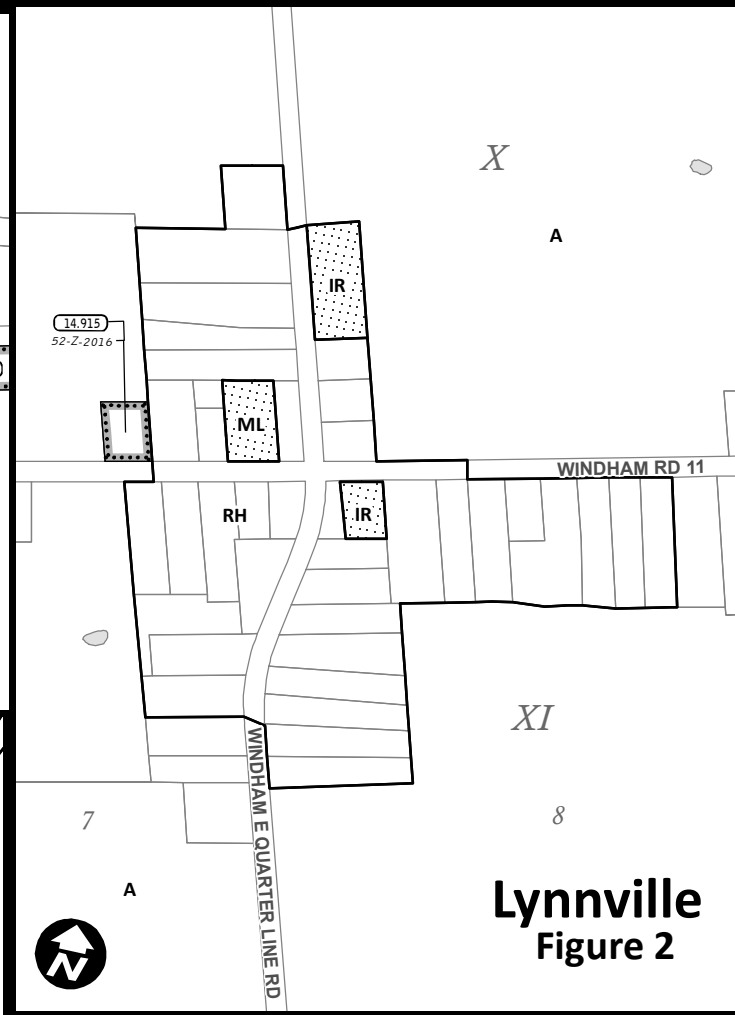 X
A
IR
14.915
52-Z-2016
ML
WINDHAM RD 11
RH
IR
XI
7
8
WINDHAM E QUARTER LINE RD
A
Lynnville
Figure 2
N